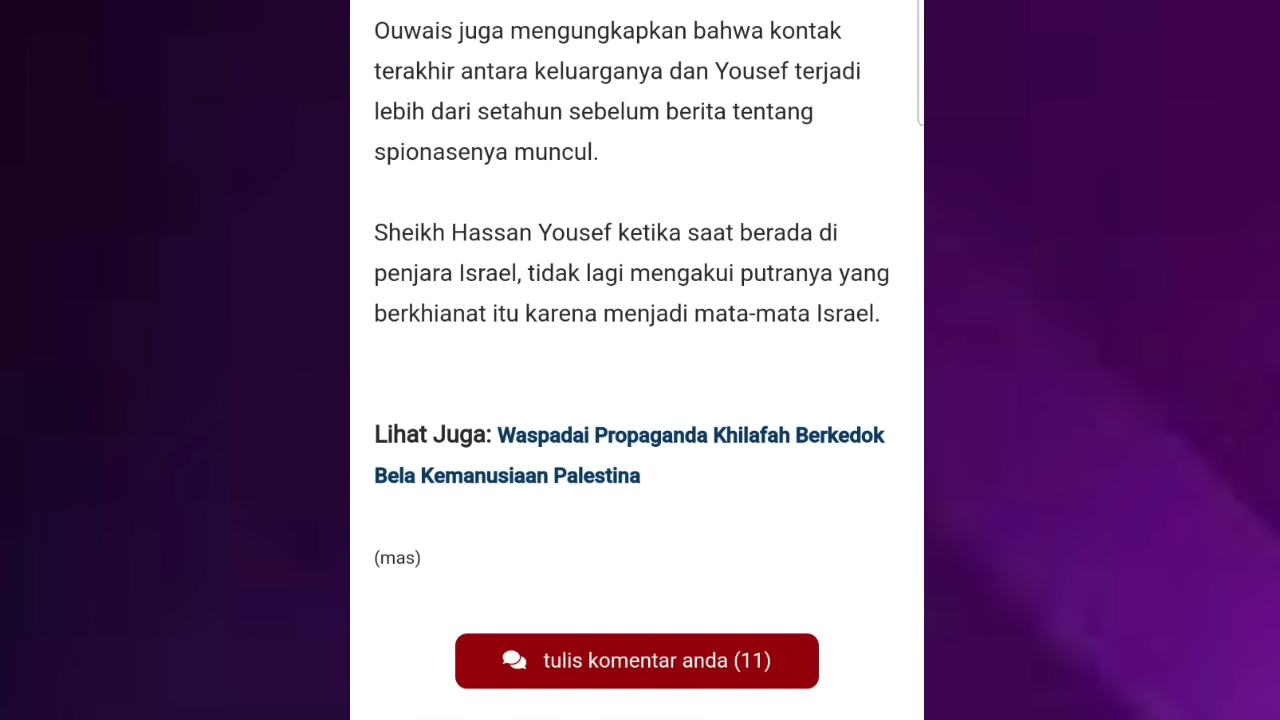 Ouwais juga mengungkapkan bahwa kontak
terakhir antara keluarganya dan Yousef terjadi
lebih dari setahun sebelum berita tentang
spionasenya muncul.
Sheikh Hassan Yousef ketika saat berada di
penjara Israel, tidak lagi mengakui putranya yang
berkhianat itu karena menjadi mata-mata Israel.
Lihat Juga: Waspadai Propaganda Khilafah Berkedok
Bela Kemanusiaan Palestina
(mas)
tulis komentar anda (11)